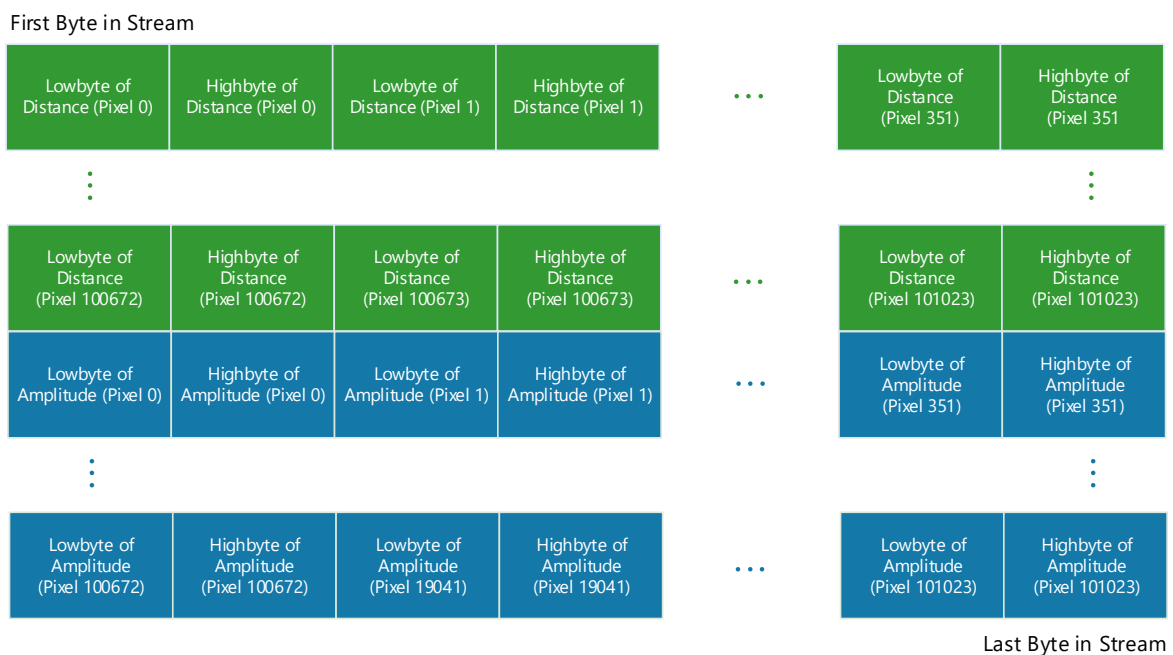 First Byte in Stream
Lowbyte of
Distance (Pixel 0)
Highbyte of
Distance (Pixel 0)
Lowbyte of
Distance (Pixel 1)
Highbyte of
Distance (Pixel 1)
...
Lowbyte of
Distance
(Pixel 351)
Highbyte of
Distance
(Pixel 351
Lowbyte of
Distance
(Pixel 100672)
Highbyte of
Distance
(Pixel 100672)
Lowbyte of
Distance
(Pixel 100673)
Highbyte of
Distance
(Pixel 100673)
...
Lowbyte of
Distance
(Pixel 101023)
Highbyte of
Distance
(Pixel 101023)
Lowbyte of
Amplitude (Pixel 0)
Highbyte of
Amplitude (Pixel 0)
Lowbyte of
Amplitude (Pixel 1)
Highbyte of
Amplitude (Pixel 1)
...
Lowbyte of
Amplitude
(Pixel 351)
Highbyte of
Amplitude
(Pixel 351)
Lowbyte of
Amplitude
(Pixel 100672)
Highbyte of
Amplitude
(Pixel 100672)
Lowbyte of
Amplitude
(Pixel 19041)
Highbyte of
Amplitude
(Pixel 19041)
...
Lowbyte of
Amplitude
(Pixel 101023)
Highbyte of
Amplitude
(Pixel 101023)
Last Byte in Stream